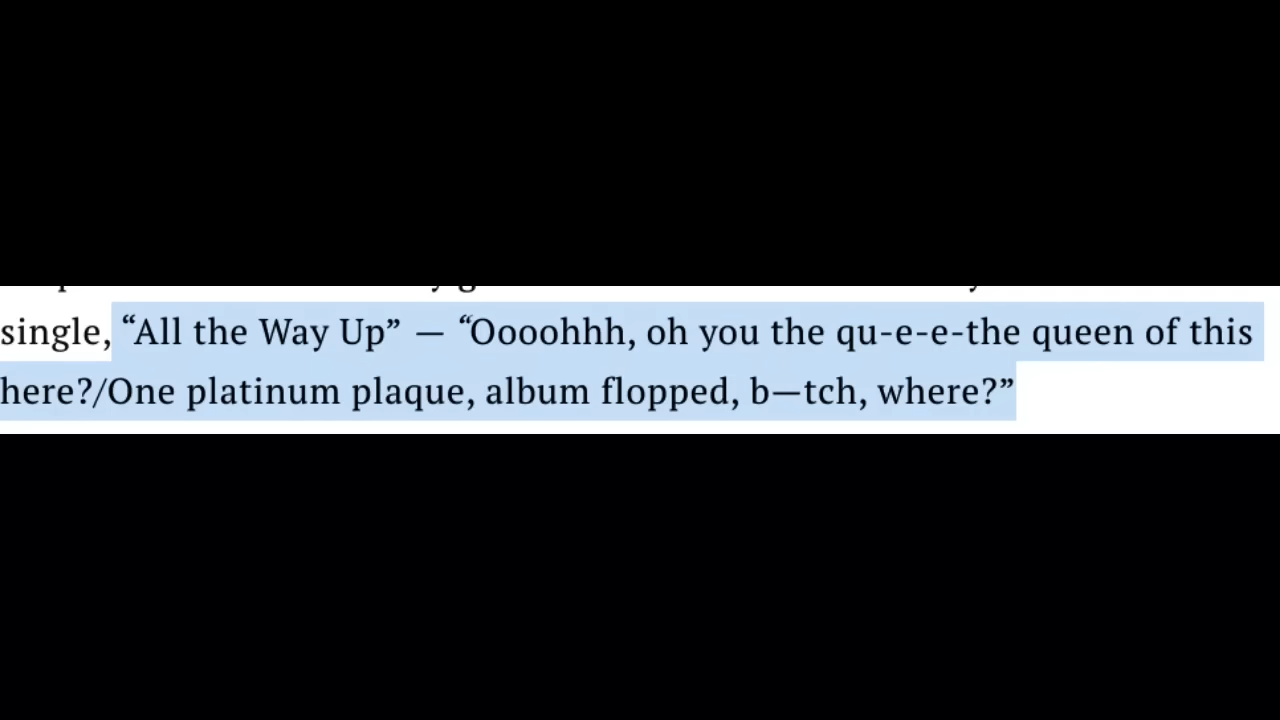 single, “All the Way Up” — “Oooohhh, oh you the qu-e-e-the queen of this
here?/One platinum plaque, album flopped, b—tch, where?”